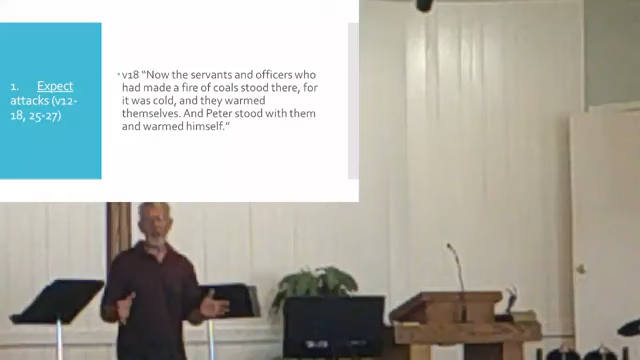 1. Expect
attacks (v12-
18, 25-27)
v18 “Now the servants and officers who
had made a fire of coals stood there, for
it was cold, and they warmed
themselves. And Peter stood with them
and warmed himself.”